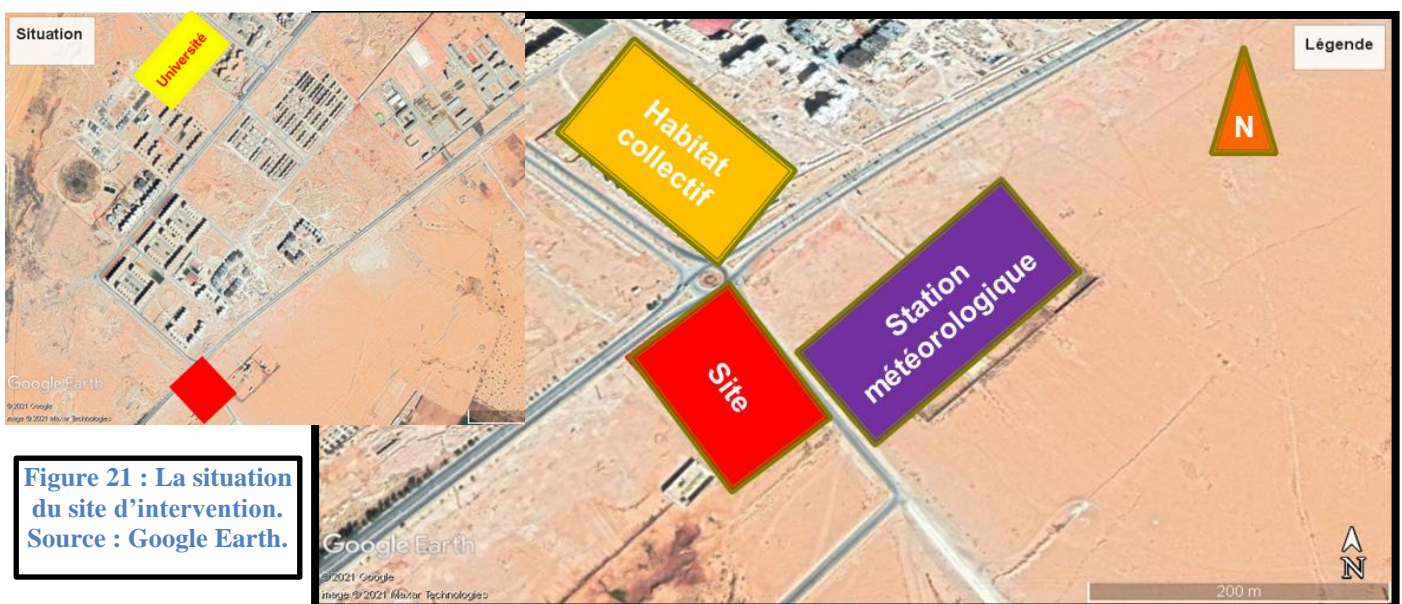 Situation
Université
Google Earth
© 2021 Google
Image © 2021 Maxar Technologies
Figure 21 : La situation
du site d’intervention.
Source : Google Earth.
Légende
N
Habitat
collectif
Station
météorologique
Site
Google Earth
© 2021 Google
Image © 2021 Maxar Technologies
N
200 m